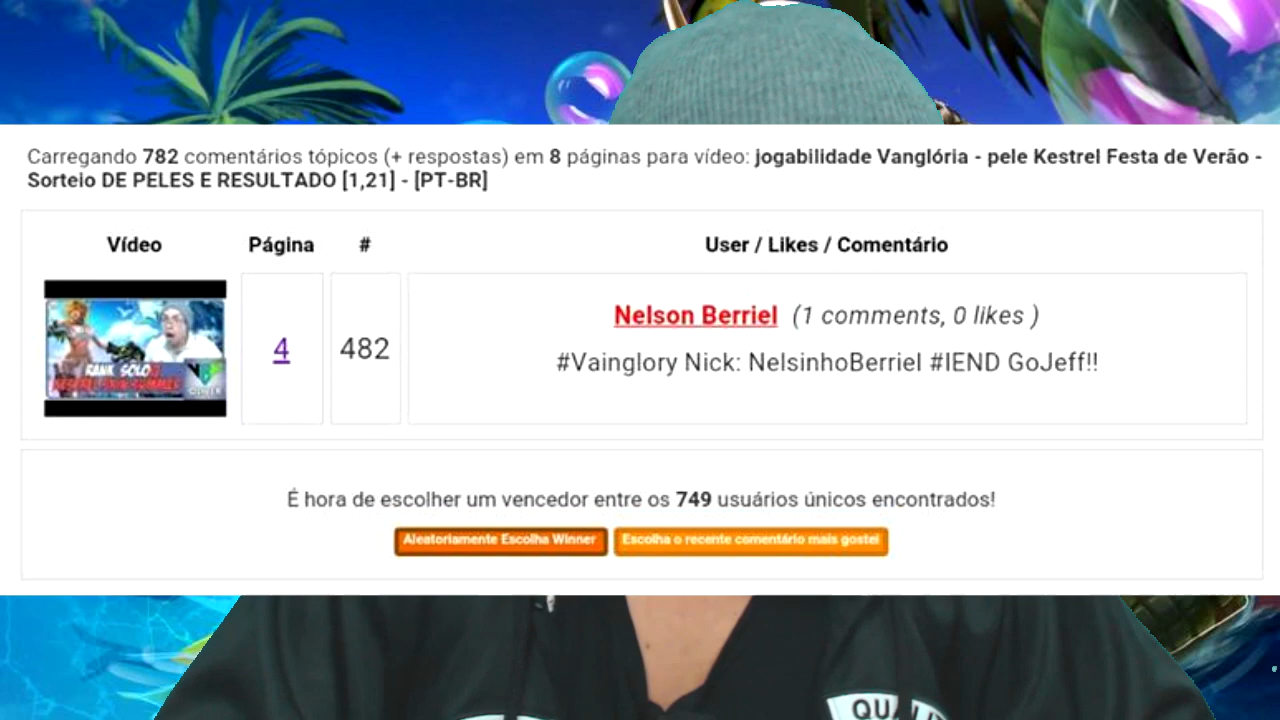 Carregando 782 comentários tópicos (+ respostas) em 8 páginas para vídeo: jogabilidade Vanglória - pele Kestrel Festa de Verão -
Sorteio DE PELES E RESULTADO [1,21] - [PT-BR]
Vídeo Página # User / Likes / Comentário
RANK SOLO
4 482
Nelson Berriel (1 comments, 0 likes )
#Vainglory Nick: NelsinhoBerriel #IEND GoJeff!!
É hora de escolher um vencedor entre os 749 usuários únicos encontrados!
Aleatoriamente Escolha Winner Escolha o recente comentário mais gostei